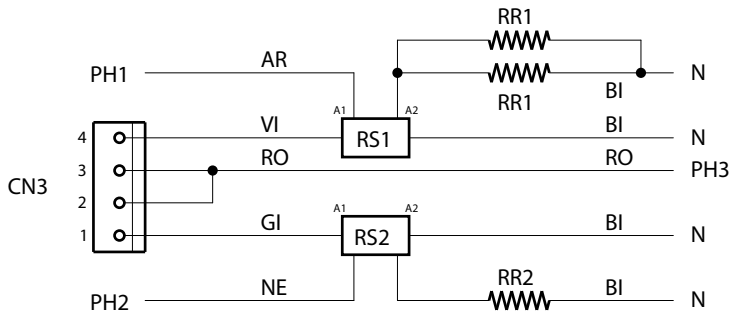 RR1
PH1 AR N
RR1
BI
A1 A2
4 VI RS1 BI N
3 RO RO PH3
CN3
2
A1 A2
1 GI RS2 BI N
RR2
PH2 NE BI N